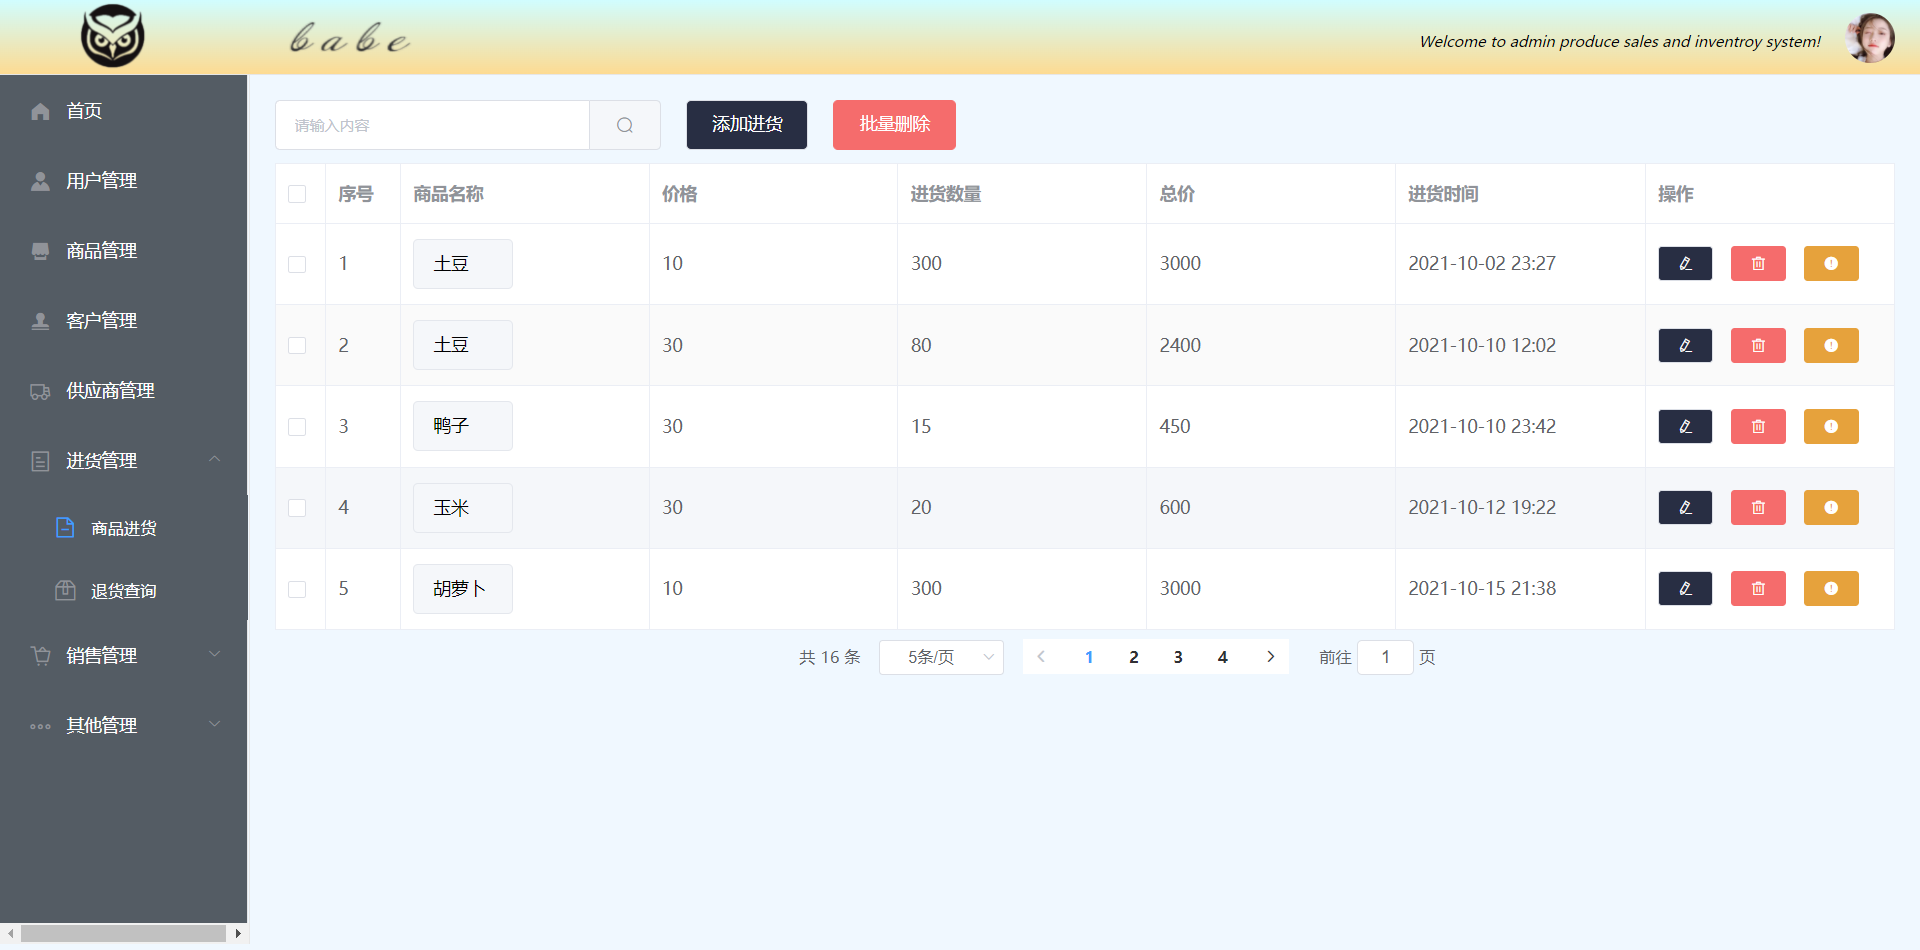 babe
Welcome to admin produce sales and inventroy system!
首页
用户管理
商品管理
客户管理
供应商管理
进货管理
商品进货
退货查询
销售管理
其他管理
请输入内容 添加进货 批量删除
序号 商品名称 价格 进货数量 总价 进货时间 操作
1 土豆 10 300 3000 2021-10-02 23:27
2 土豆 30 80 2400 2021-10-10 12:02
3 鸭子 30 15 450 2021-10-10 23:42
4 玉米 30 20 600 2021-10-12 19:22
5 胡萝卜 10 300 3000 2021-10-15 21:38
共 16 条 5条/页 1 2 3 4 前往 1 页